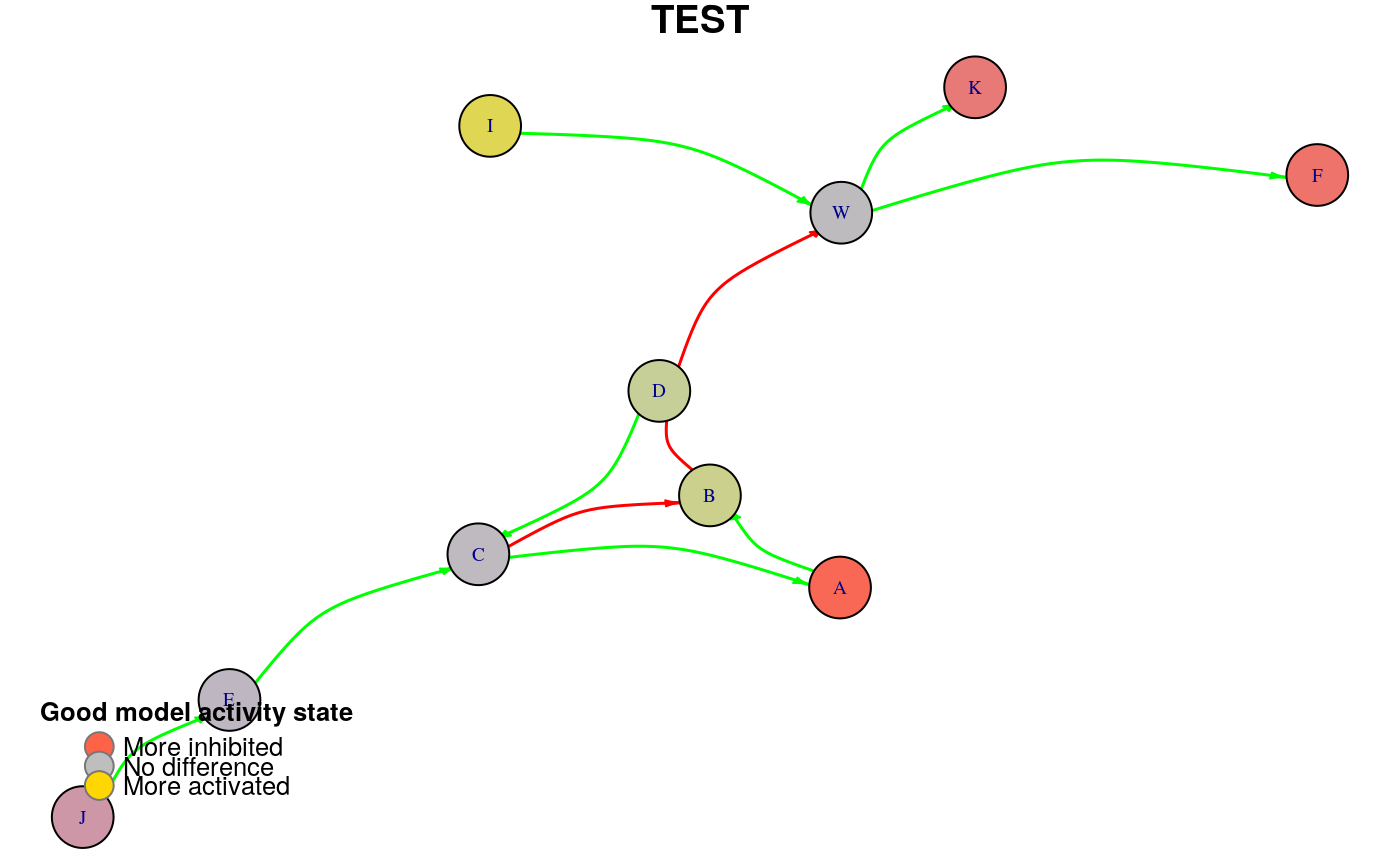 TEST
K
I
F
W
D
B
C
A
E
Good model activity state
More inhibited
No difference
More activated
J